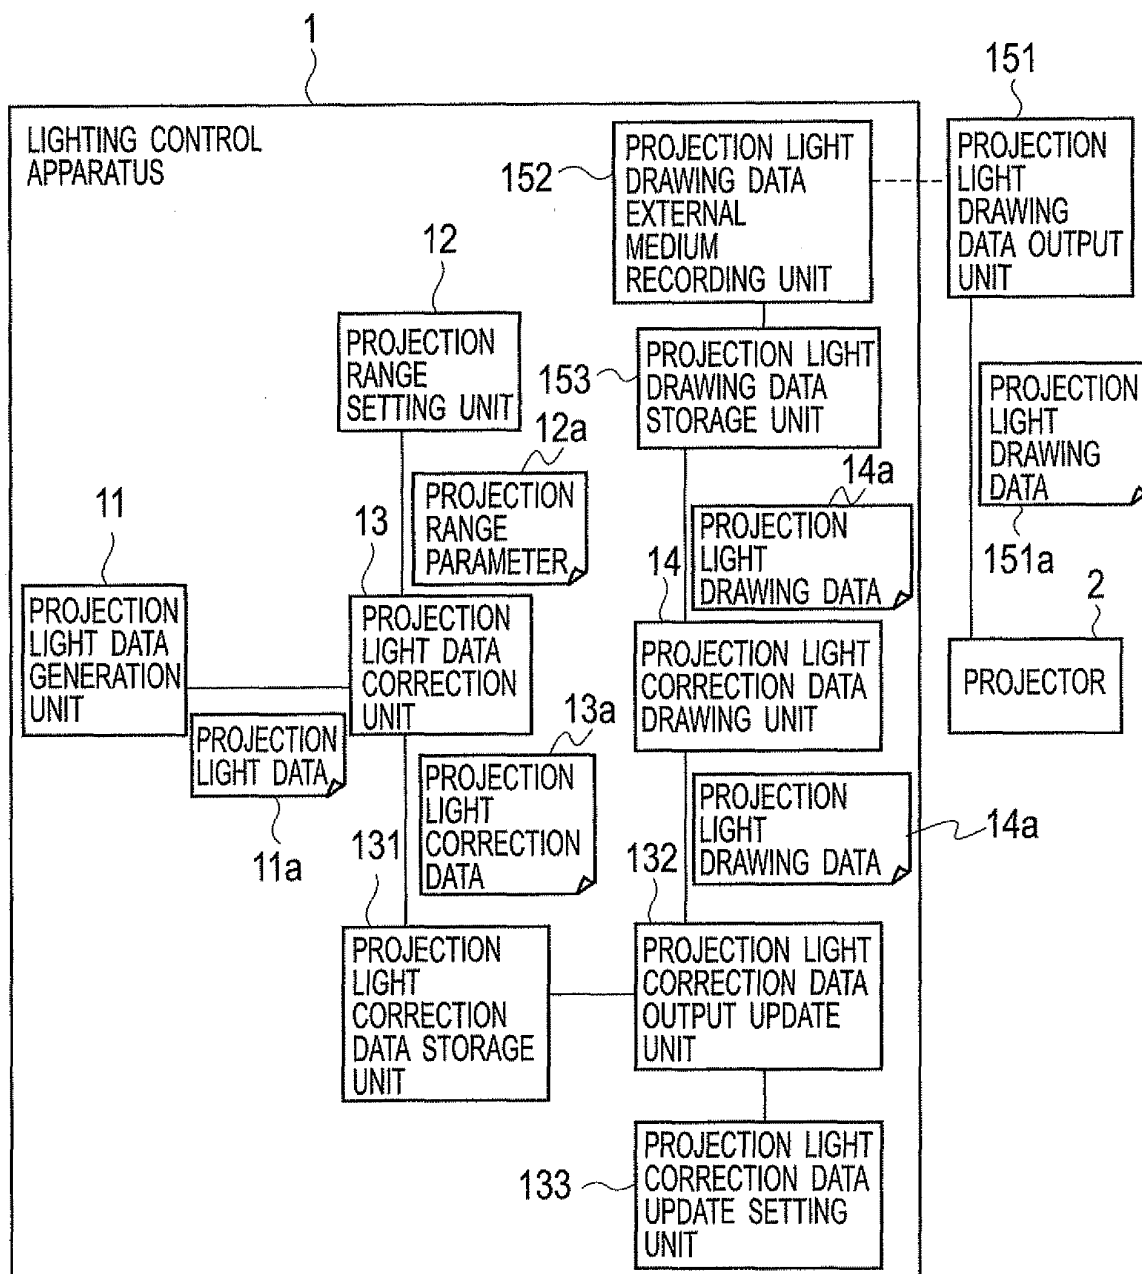 1
LIGHTING CONTROL
APPARATUS
152
PROJECTION LIGHT
DRAWING DATA
EXTERNAL
MEDIUM
RECORDING UNIT
151
PROJECTION
LIGHT
DRAWING
DATA OUTPUT
UNIT
12
PROJECTION
RANGE
SETTING UNIT
153
PROJECTION LIGHT
DRAWING DATA
STORAGE UNIT
PROJECTION
LIGHT
DRAWING
DATA
151a
12a
PROJECTION
RANGE
PARAMETER
14a
PROJECTION
LIGHT
DRAWING DATA
11
PROJECTION
LIGHT DATA
GENERATION
UNIT
13
PROJECTION
LIGHT DATA
CORRECTION
UNIT
14
PROJECTION LIGHT
CORRECTION DATA
DRAWING UNIT
2
PROJECTOR
PROJECTION
LIGHT DATA
11a
13a
PROJECTION
LIGHT
CORRECTION
DATA
PROJECTION
LIGHT
DRAWING DATA
14a
131
PROJECTION
LIGHT
CORRECTION
DATA STORAGE
UNIT
132
PROJECTION LIGHT
CORRECTION DATA
OUTPUT UPDATE
UNIT
133
PROJECTION LIGHT
CORRECTION DATA
UPDATE SETTING
UNIT